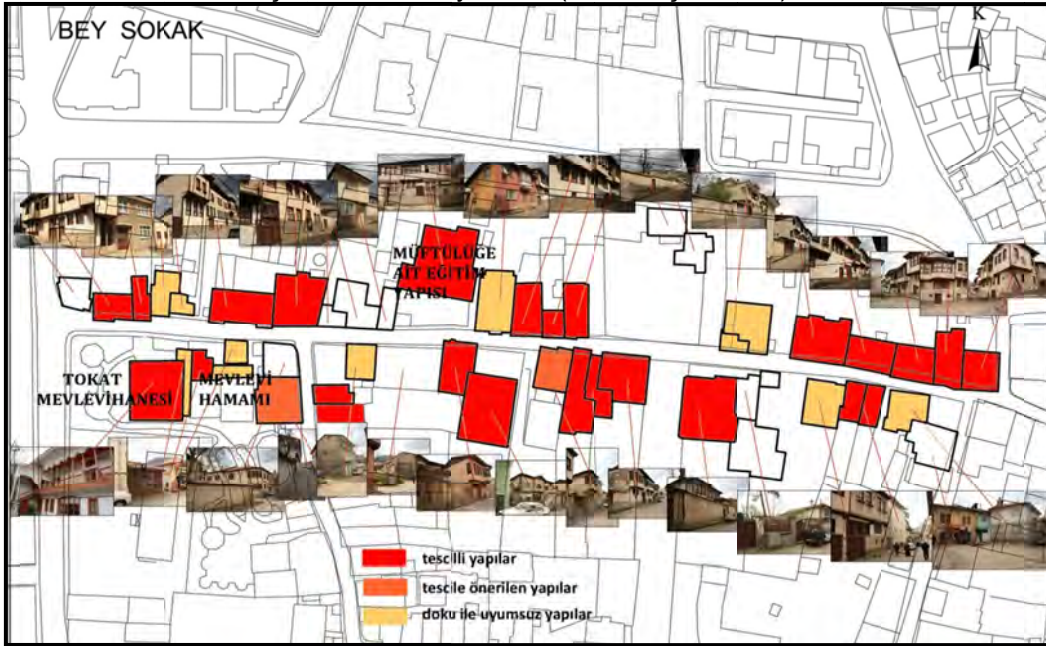 BEY SOKAK
K
MÜFTÜLÜĞE
AİT EĞİTİM
YAPISI
TOKAT
MEVLEVİHANESİ
MEVLEVİ
HAMAMI
tescilli yapılar
tescile önerilen yapılar
doku ile uyumsuz yapılar